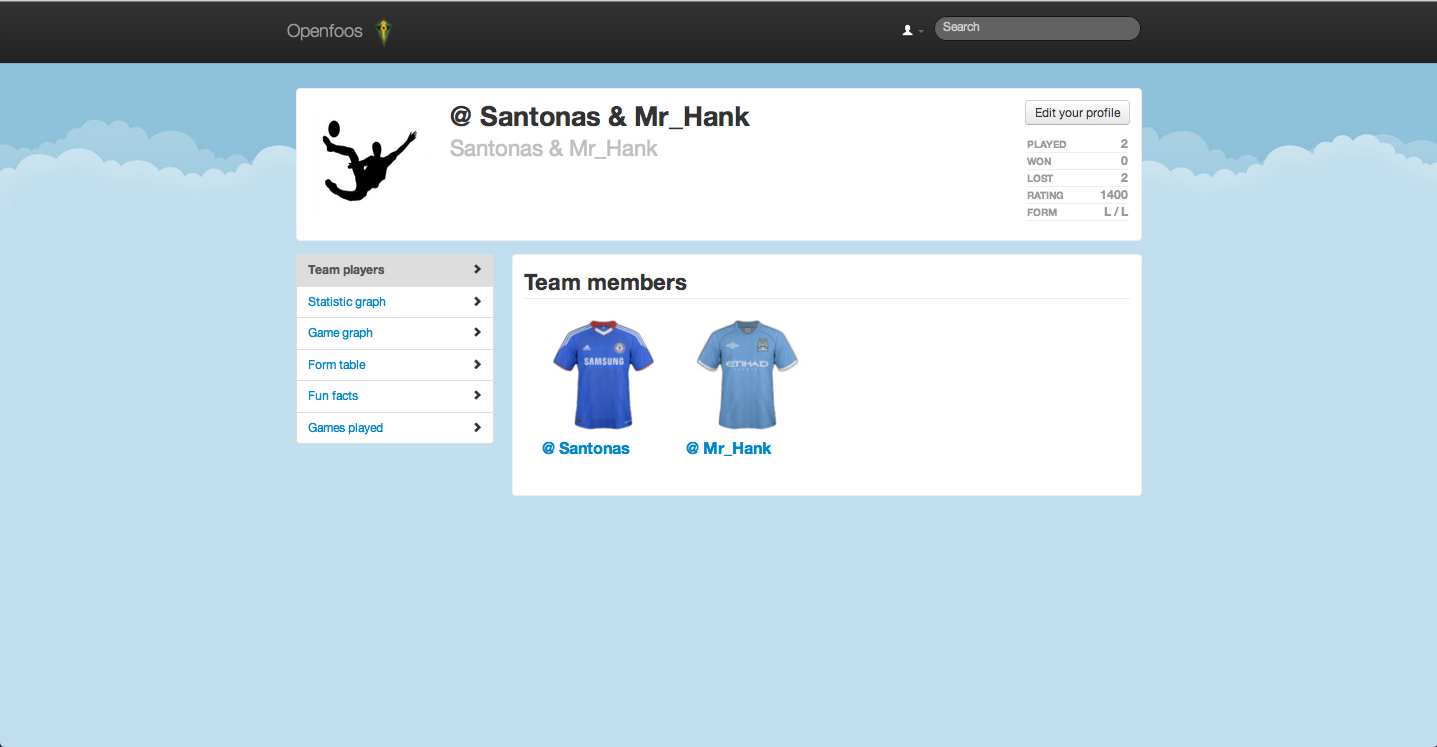 Openfoos
Search
@ Santonas & Mr_Hank
Santonas & Mr_Hank
Edit your profile
PLAYED 2
WON 0
LOST 2
RATING 1400
FORM L / L
Team players
Statistic graph
Game graph
Form table
Fun facts
Games played
Team members
SAMSUNG
ETIHAD
@ Santonas
@ Mr_Hank